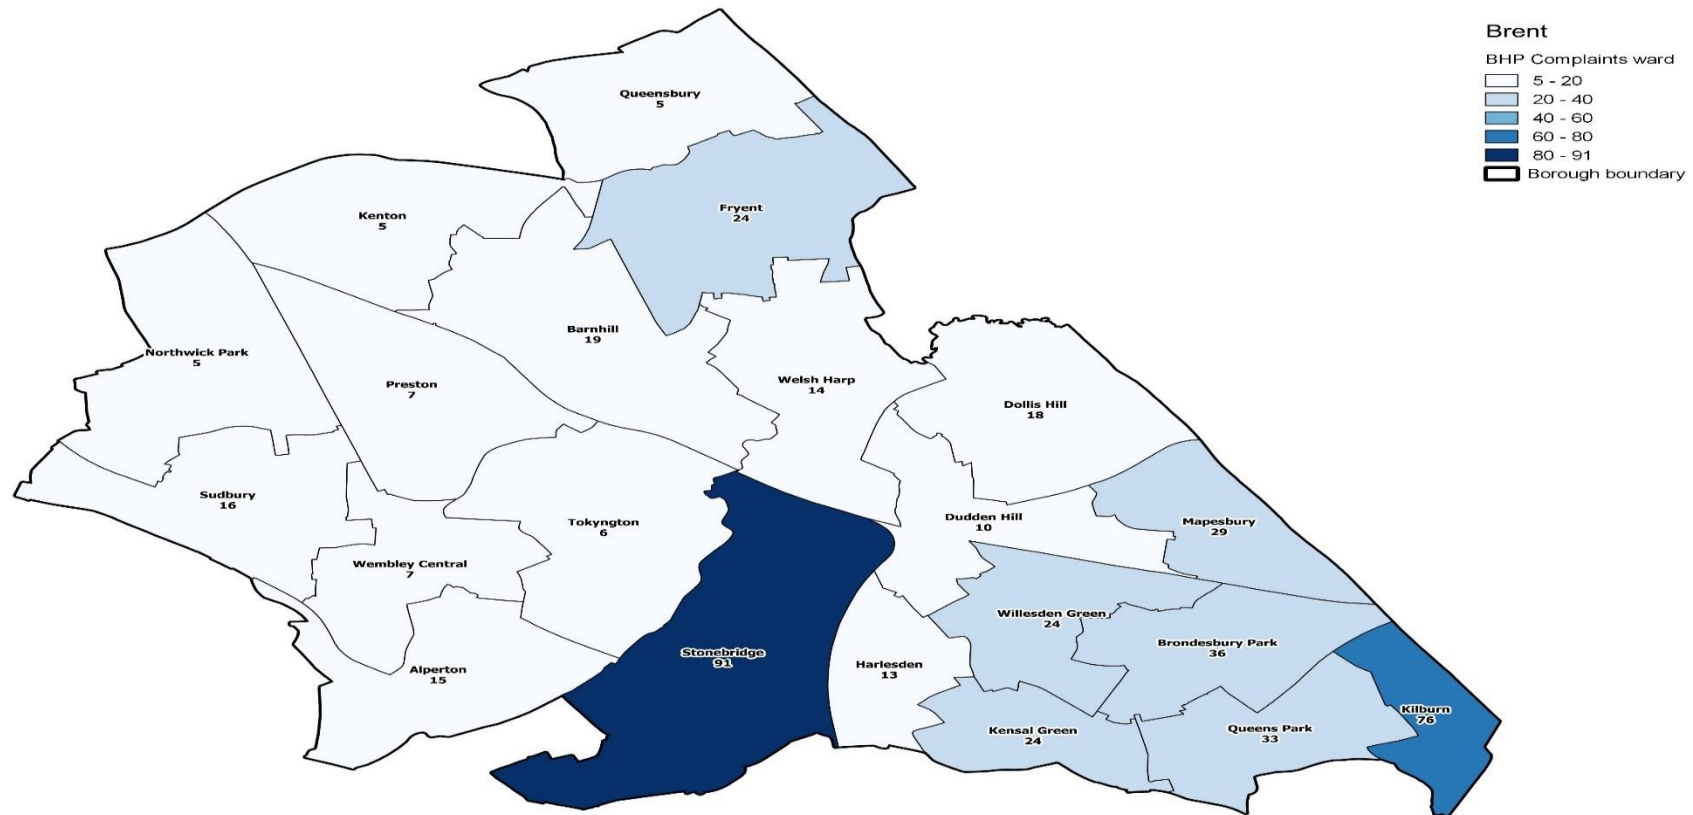 Brent
BHP Complaints ward
5 - 20
20 - 40
40 - 60
60 - 80
80 - 91
Borough boundary
Queensbury
5
Fryent
24
Kenton
5
Barnhill
19
Northwick Park
5
Preston
7
Welsh Harp
14
Dollis Hill
18
Sudbury
16
Tokyngton
6
Dudden Hill
10
Mapesbury
29
Wembley Central
7
Willesden Green
24
Brondesbury Park
36
Stonebridge
91
Harlesden
13
Alperton
15
Kilburn
76
Kensal Green
24
Queens Park
33